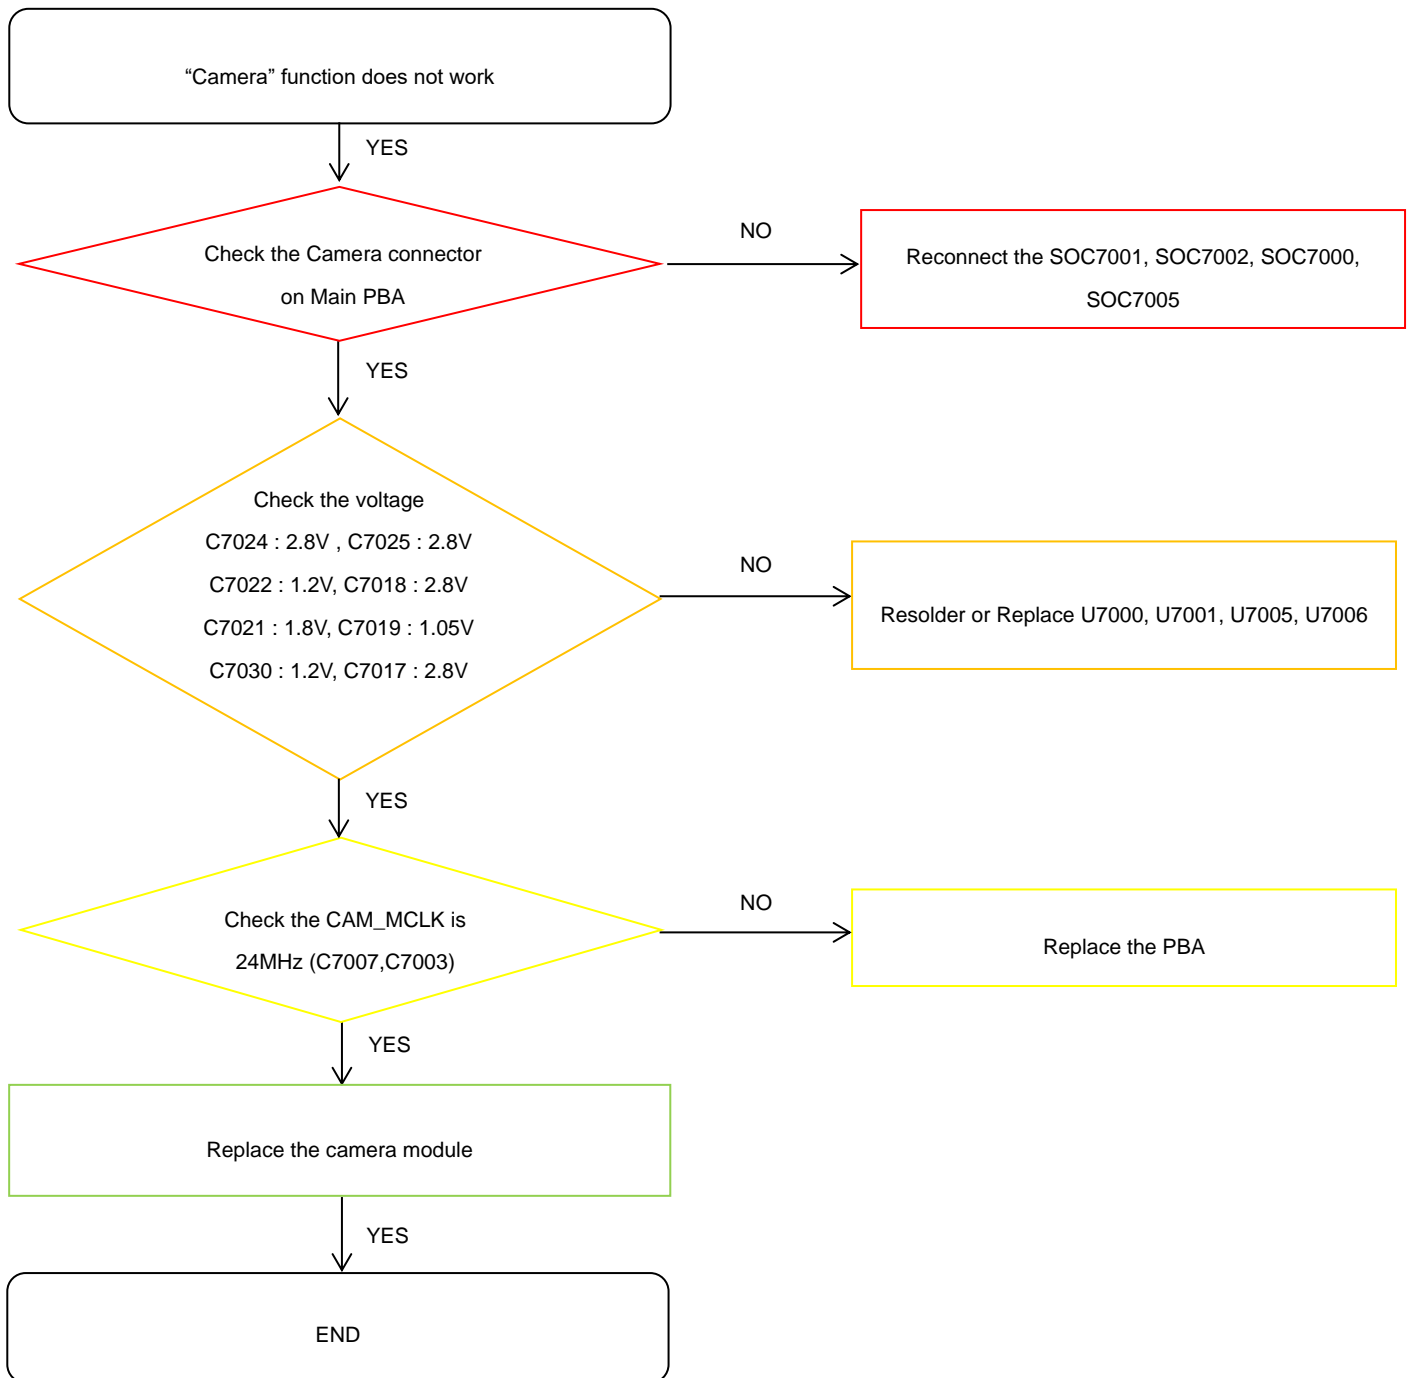 “Camera” function does not work
YES
Check the Camera connector
on Main PBA
NO
Reconnect the SOC7001, SOC7002, SOC7000,
SOC7005
YES
Check the voltage
C7024 : 2.8V , C7025 : 2.8V
C7022 : 1.2V, C7018 : 2.8V
C7021 : 1.8V, C7019 : 1.05V
C7030 : 1.2V, C7017 : 2.8V
NO
Resolder or Replace U7000, U7001, U7005, U7006
YES
Check the CAM_MCLK is
24MHz (C7007,C7003)
NO
Replace the PBA
YES
Replace the camera module
YES
END